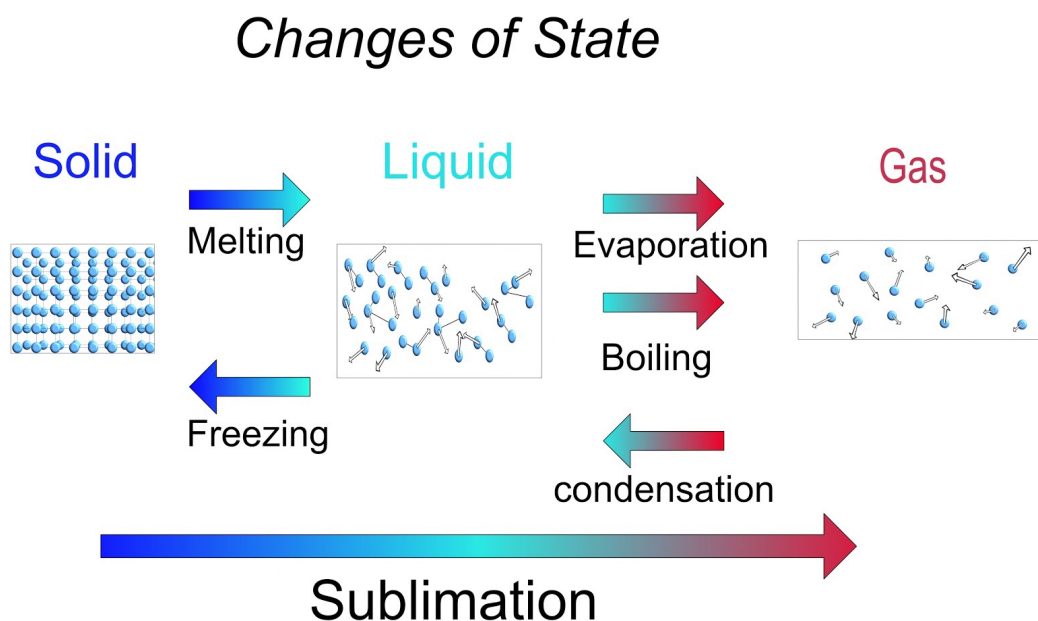 Changes of State
Solid
Liquid
Gas
Melting
Evaporation
Boiling
Freezing
condensation
Sublimation